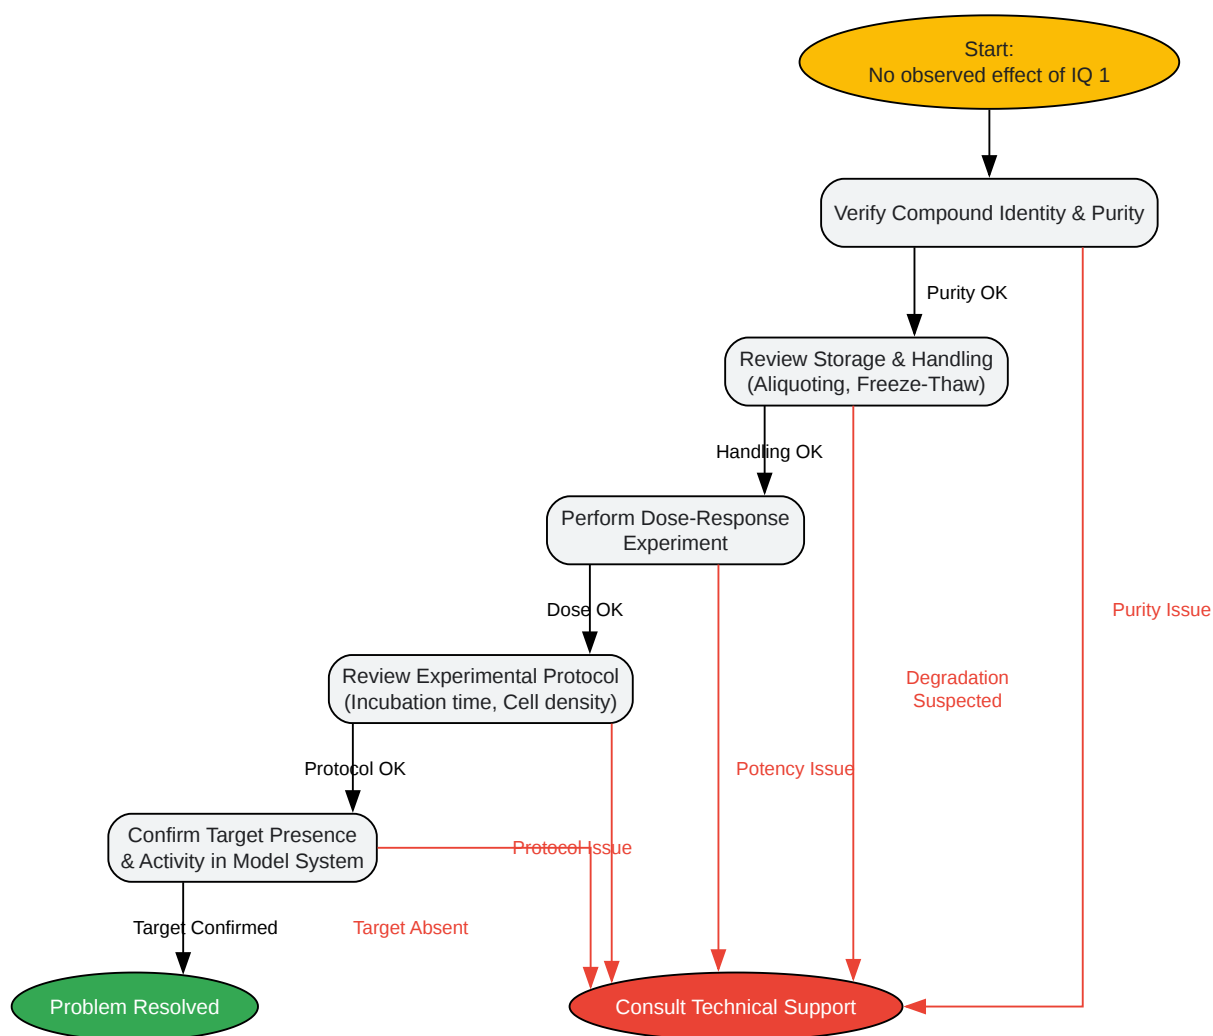 Start:
No observed effect of IQ 1
Verify Compound Identity & Purity
Purity OK
Review Storage & Handling
(Aliquoting, Freeze-Thaw)
Handling OK
Perform Dose-Response
Experiment
Dose OK
Purity Issue
Review Experimental Protocol
(Incubation time, Cell density)
Degradation
Suspected
Protocol OK
Potency Issue
Confirm Target Presence
& Activity in Model System
Protocol Issue
Target Confirmed
Target Absent
Problem Resolved
Consult Technical Support